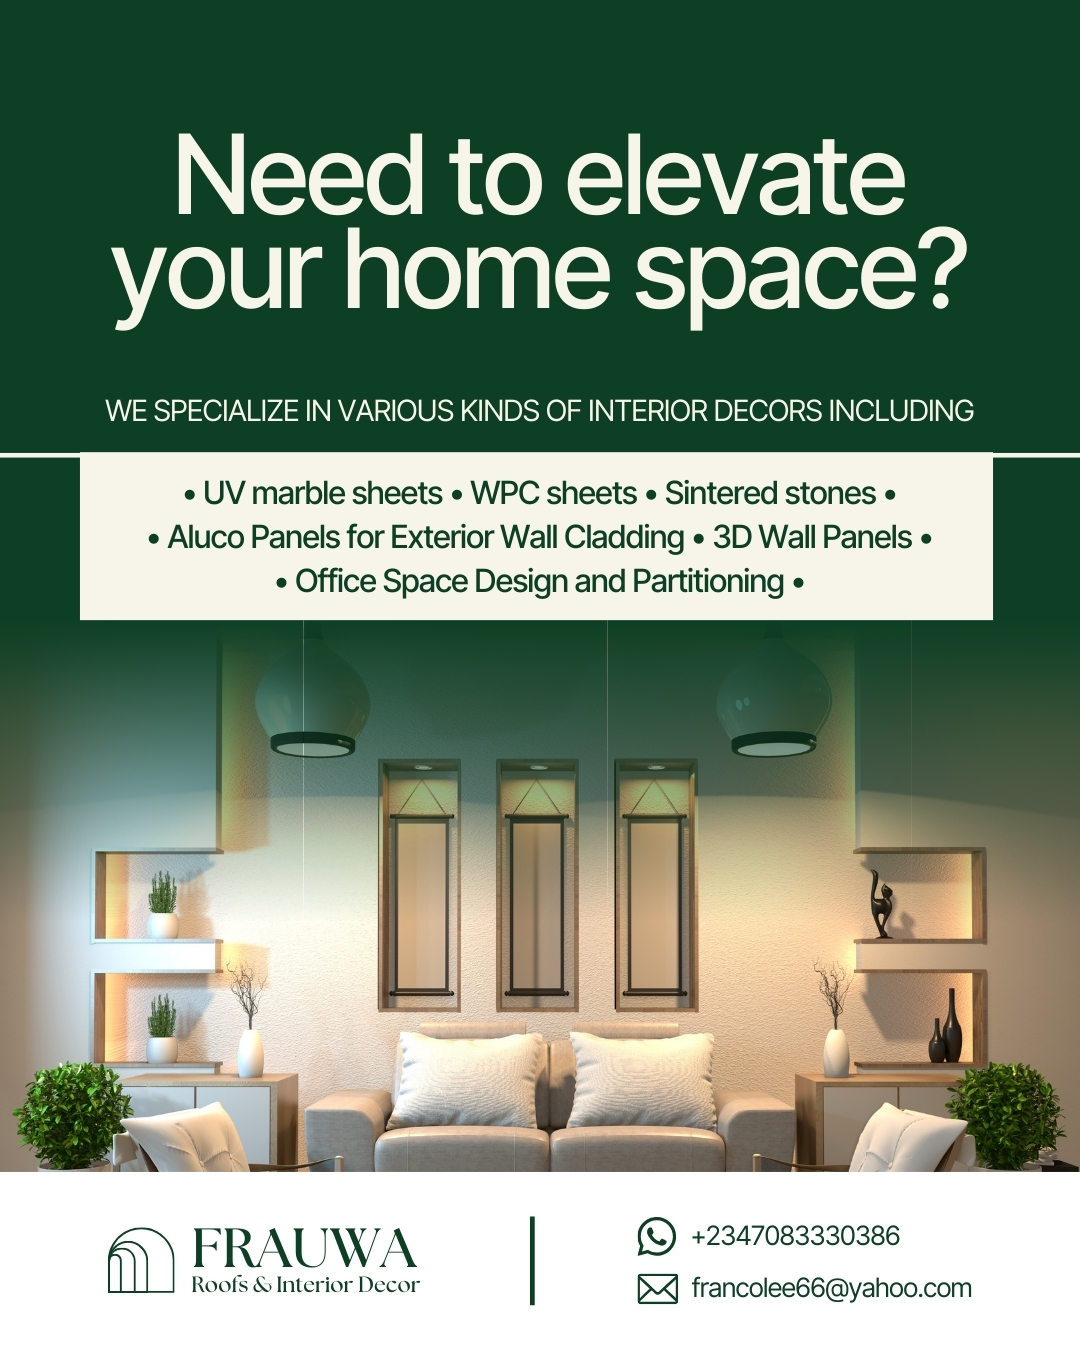 Need to elevate
your home space?
WE SPECIALIZE IN VARIOUS KINDS OF INTERIOR DECORS INCLUDING
• UV marble sheets • WPC sheets • Sintered stones •
• Aluco Panels for Exterior Wall Cladding • 3D Wall Panels •
• Office Space Design and Partitioning •
FRAUWA
Roofs & Interior Decor
+2347083330386
francolee66@yahoo.com